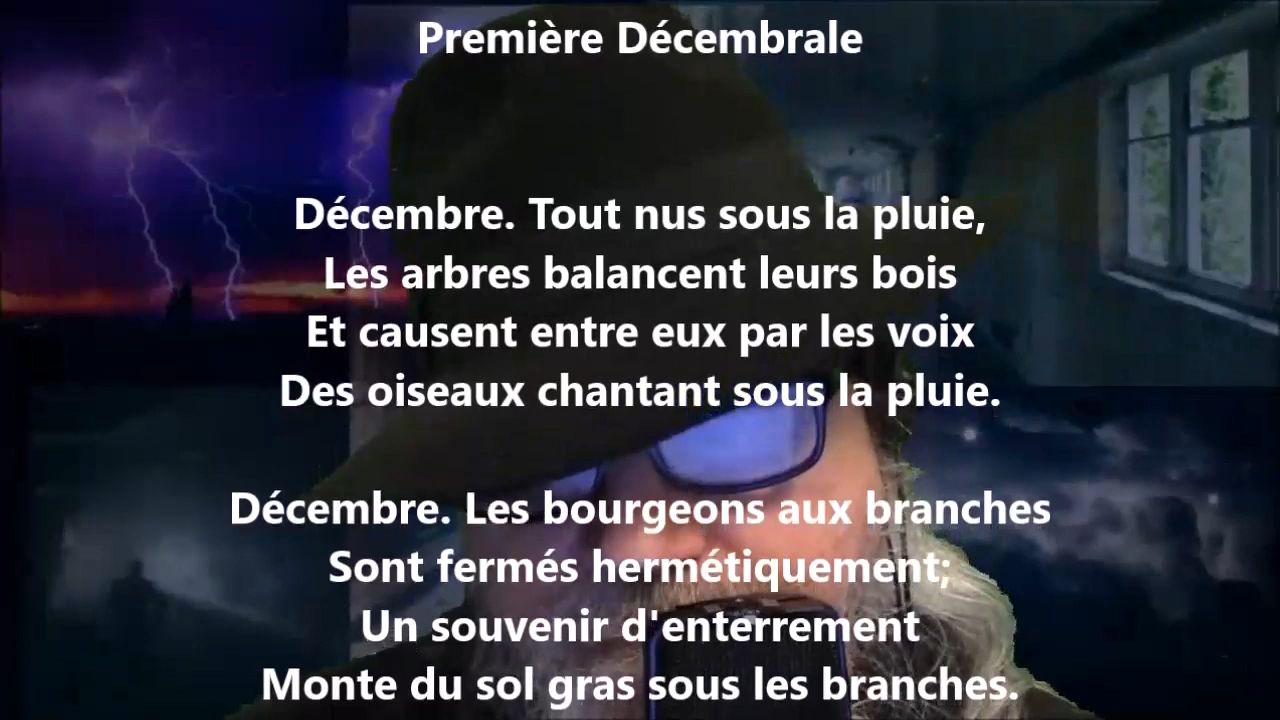 Première Décembrale
Décembre. Tout nus sous la pluie,
Les arbres balancent leurs bois
Et causent entre eux par les voix
Des oiseaux chantant sous la pluie.
Décembre. Les bourgeons aux branches
Sont fermés hermétiquement;
Un souvenir d'enterrement
Monte du sol gras sous les branches.